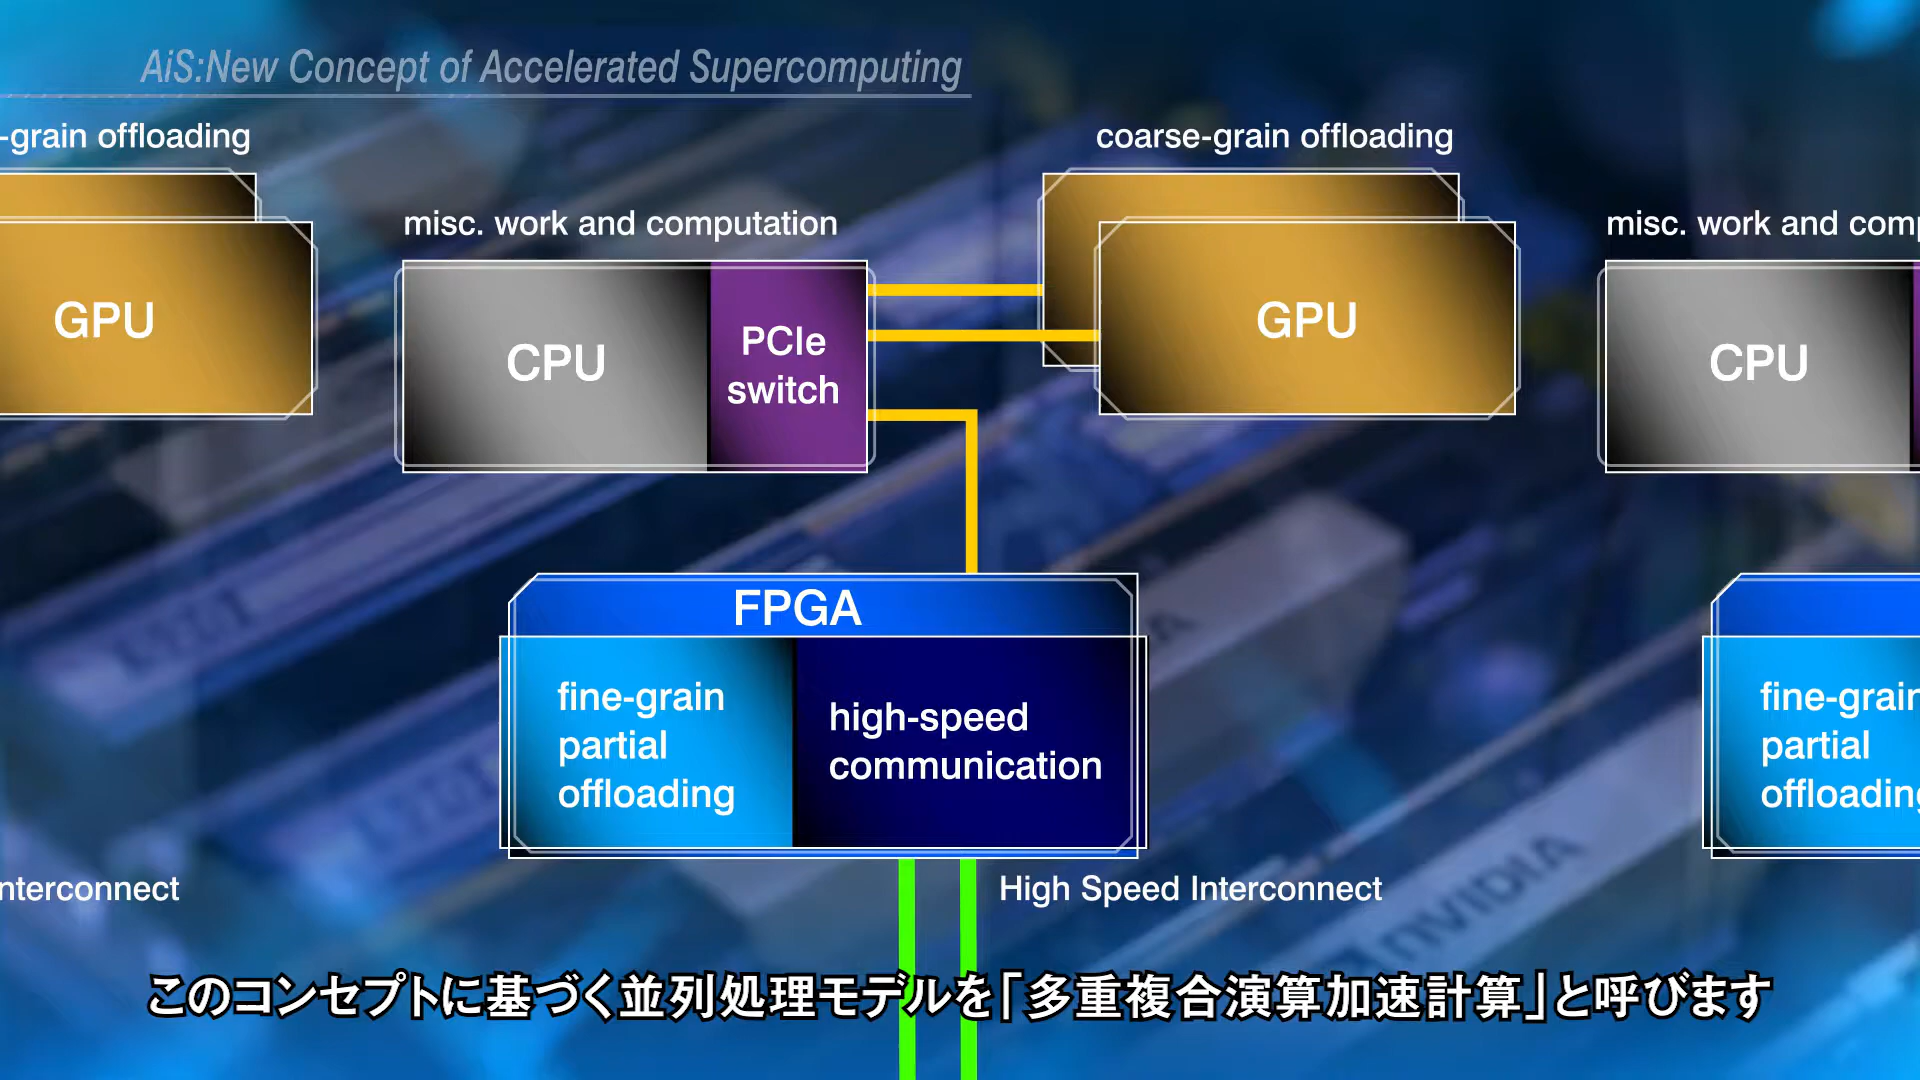 AiS:New Concept of Accelerated Supercomputing
-grain offloading
coarse-grain offloading
misc. work and computation
misc. work and comp
GPU
CPU
PCIe
switch
GPU
CPU
FPGA
fine-grain
partial
offloading
high-speed
communication
fine-grain
partial
offloading
nterconnect
High Speed Interconnect
NVIDIA
このコンセプトに基づく並列処理モデルを「多重複合演算加速計算」と呼びます